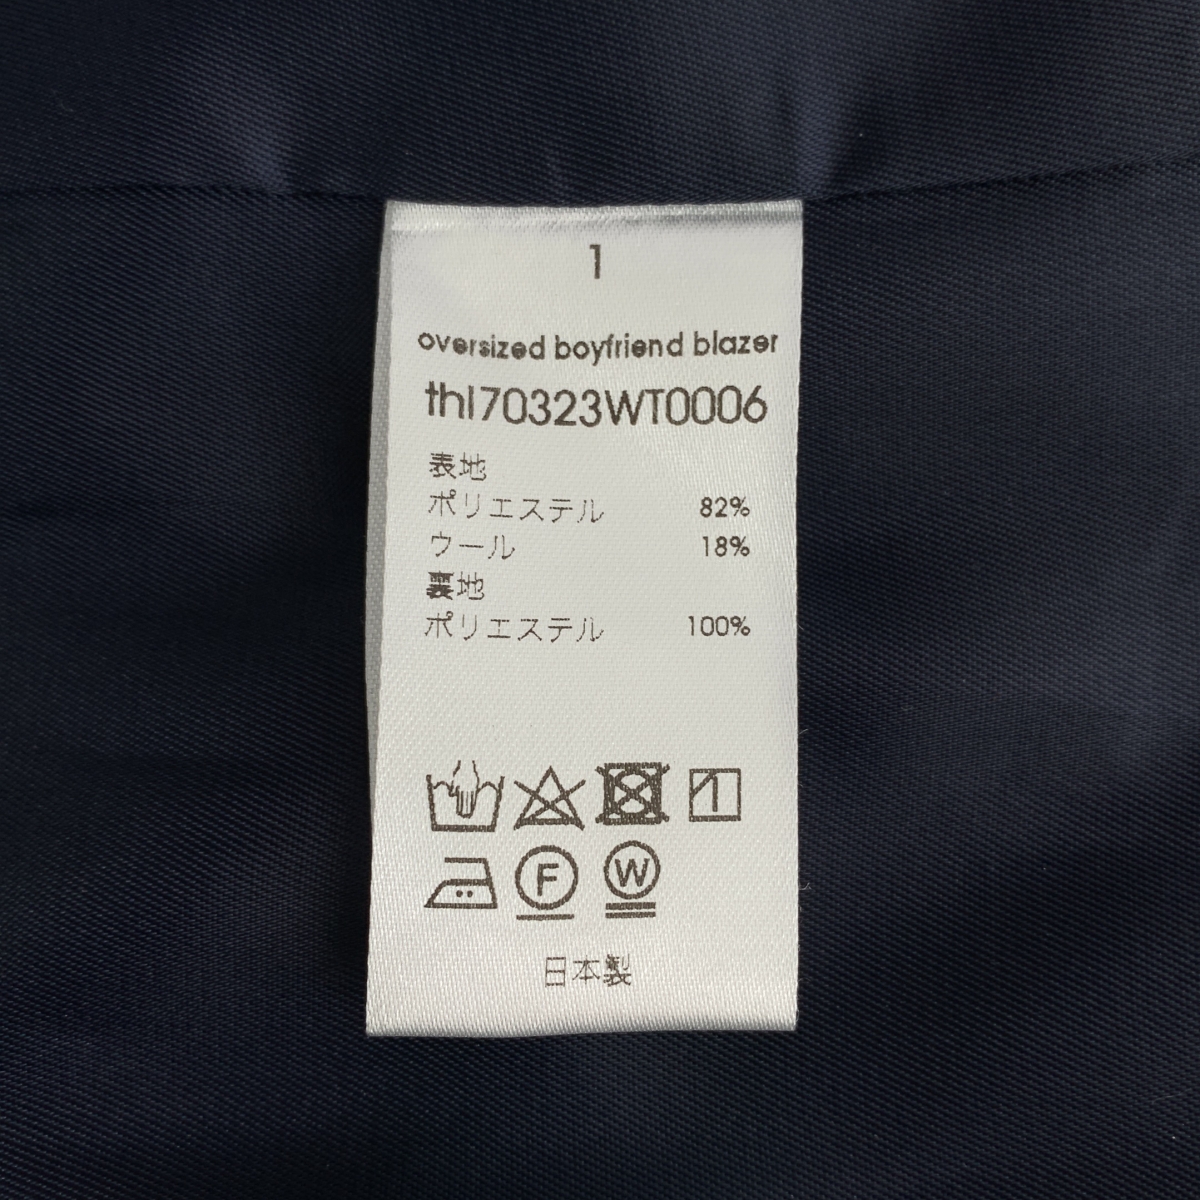 1
oversized boyfriend blazer
thl70323WT0006
表地
ポリエステル 82%
ウール 18%
裏地
ポリエステル 100%
F W
日本製